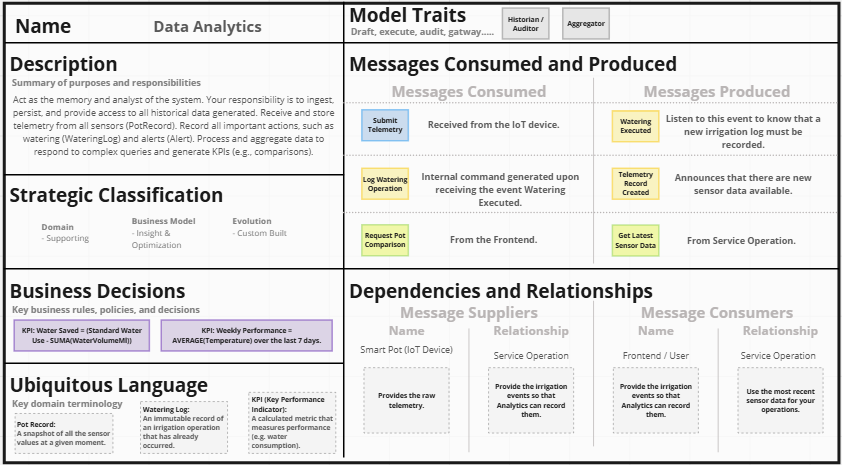 Name
Data Analytics
Model Traits
Draft, execute, audit, gatway.....
Historian /
Auditor
Aggregator
Description
Summary of purposes and responsibilities
Act as the memory and analyst of the system. Your responsibility is to ingest,
persist, and provide access to all historical data generated. Receive and store
telemetry from all sensors (PotRecord). Record all important actions, such as
watering (WateringLog) and alerts (Alert). Process and aggregate data to
respond to complex queries and generate KPIs (e.g., comparisons).
Messages Consumed and Produced
Messages Consumed
Submit
Telemetry
Received from the IoT device.
Log Watering
Operation
Internal command generated upon
receiving the event Watering
Executed.
Request Pot
Comparison
From the Frontend.
Messages Produced
Watering
Executed
Listen to this event to know that a
new irrigation log must be
recorded.
Telemetry
Record
Created
Announces that there are new
sensor data available.
Get Latest
Sensor Data
From Service Operation.
Strategic Classification
Domain
- Supporting
Business Model
- Insight &
Optimization
Evolution
- Custom Built
Business Decisions
Key business rules, policies, and decisions
KPI: Water Saved = (Standard Water
Use - SUMA(WaterVolumeMl))
KPI: Weekly Performance =
AVERAGE(Temperature) over the last 7 days.
Ubiquitous Language
Key domain terminology
Pot Record:
A snapshot of all the sensor
values at a given moment.
Watering Log:
An immutable record of
an irrigation operation
that has already
occurred.
KPI (Key Performance
Indicator):
A calculated metric that
measures performance
(e.g. water
consumption).
Dependencies and Relationships
Message Suppliers
Name
Relationship
Smart Pot (IoT Device)
Service Operation
Provides the raw
telemetry.
Provide the irrigation
events so that
Analytics can record
them.
Message Consumers
Name
Relationship
Frontend / User
Service Operation
Provide the irrigation
events so that
Analytics can record
them.
Use the most recent
sensor data for your
operations.